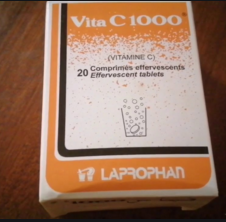 Vita C 1000
(VITAMINE C)
20 Comprimés effervescents
Effervescent tablets
LAPROPHAN